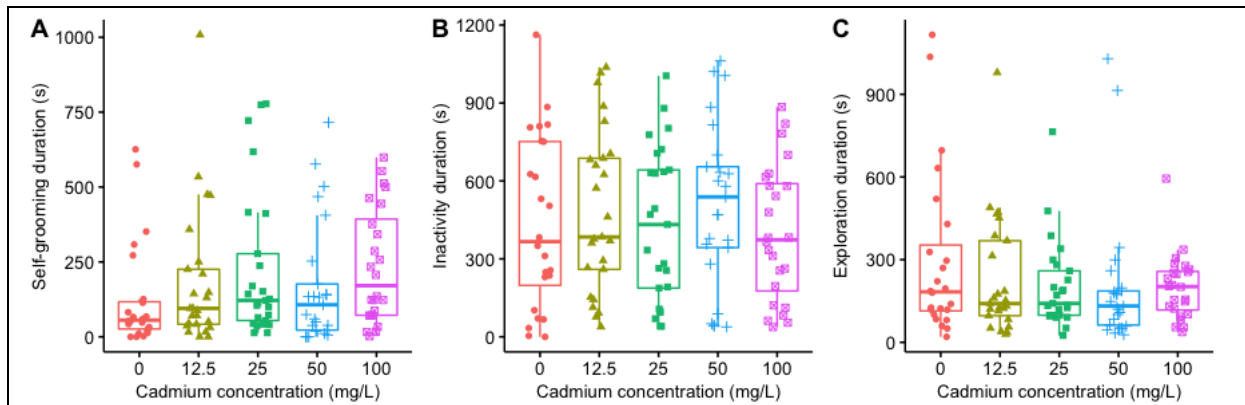 A
Self-grooming duration (s)
1000
750
500
250
0
0 12.5 25 50 100
Cadmium concentration (mg/L)
B
Inactivity duration (s)
1200
900
600
300
0
0 12.5 25 50 100
Cadmium concentration (mg/L)
C
Exploration duration (s)
900
600
300
0
0 12.5 25 50 100
Cadmium concentration (mg/L)